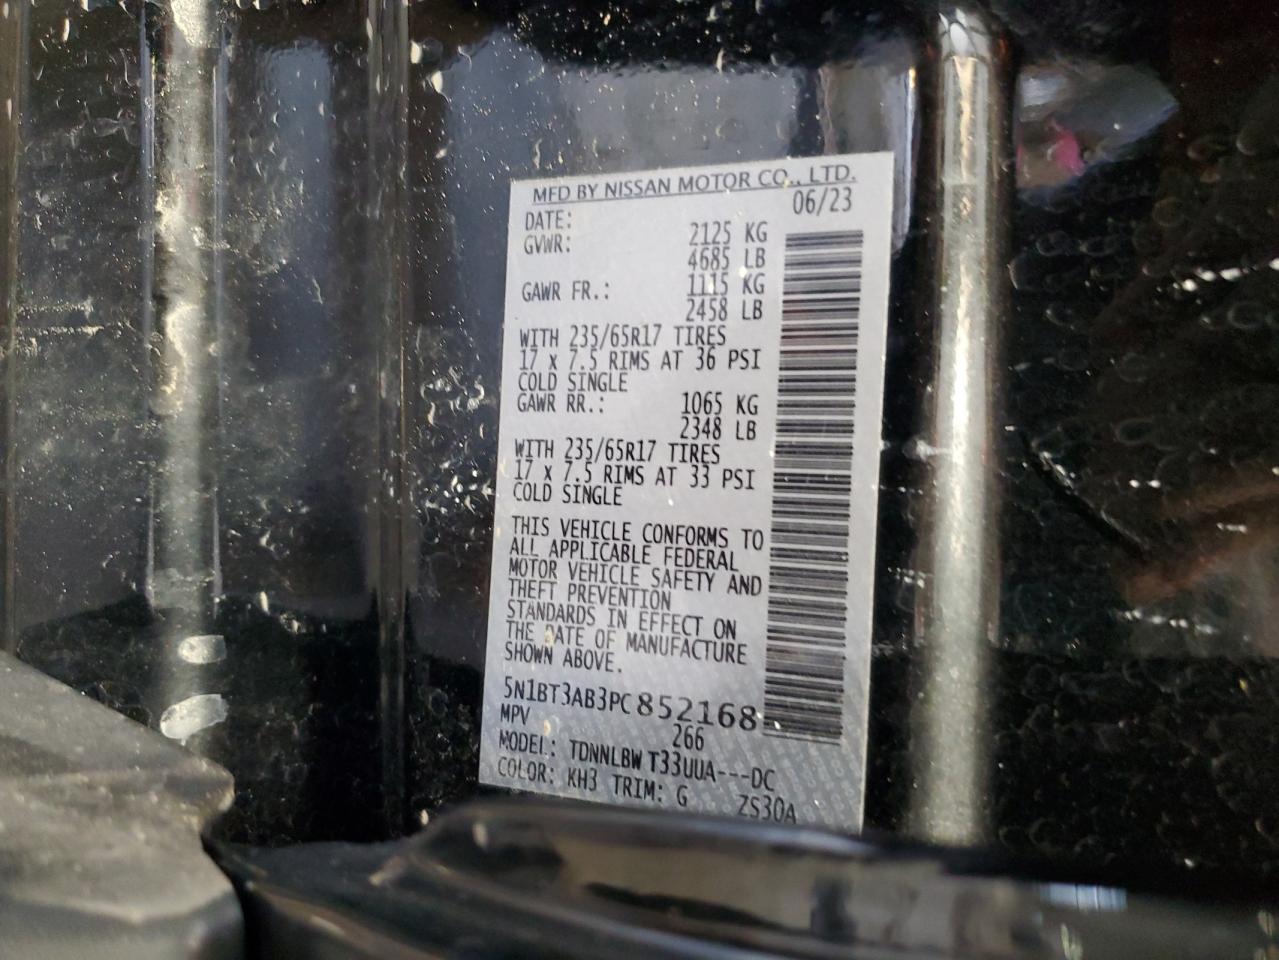 MFD BY NISSAN MOTOR CO., LTD.
DATE: 06/23
GVWR: 2125 KG
4685 LB
GAWR FR.: 1115 KG
2458 LB
WITH 235/65R17 TIRES
17 X 7.5 RIMS AT 36 PSI
COLD SINGLE
GAWR RR.: 1065 KG
2348 LB
WITH 235/65R17 TIRES
17 X 7.5 RIMS AT 33 PSI
COLD SINGLE
THIS VEHICLE CONFORMS TO
ALL APPLICABLE FEDERAL
MOTOR VEHICLE SAFETY AND
THEFT PREVENTION
STANDARDS IN EFFECT ON
THE DATE OF MANUFACTURE
SHOWN ABOVE.
5N1BT3AB3PC852168
MPV 266
MODEL: TDNNLBW T33UUA---DC
COLOR: KH3 TRIM: G ZS30A